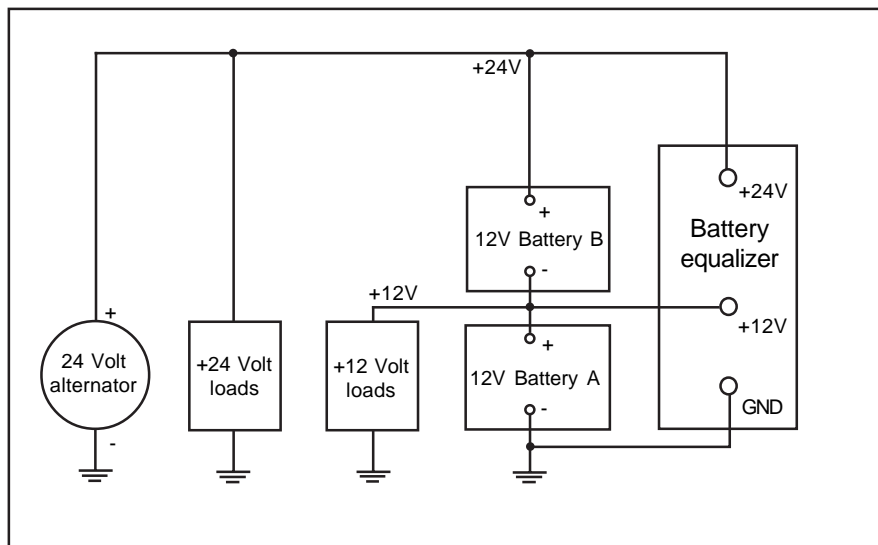 +24V
+24V
+
12V Battery B
-
Battery
equalizer
+12V
+12V
+
24 Volt
alternator
-
+24 Volt
loads
+12 Volt
loads
+
12V Battery A
-
GND